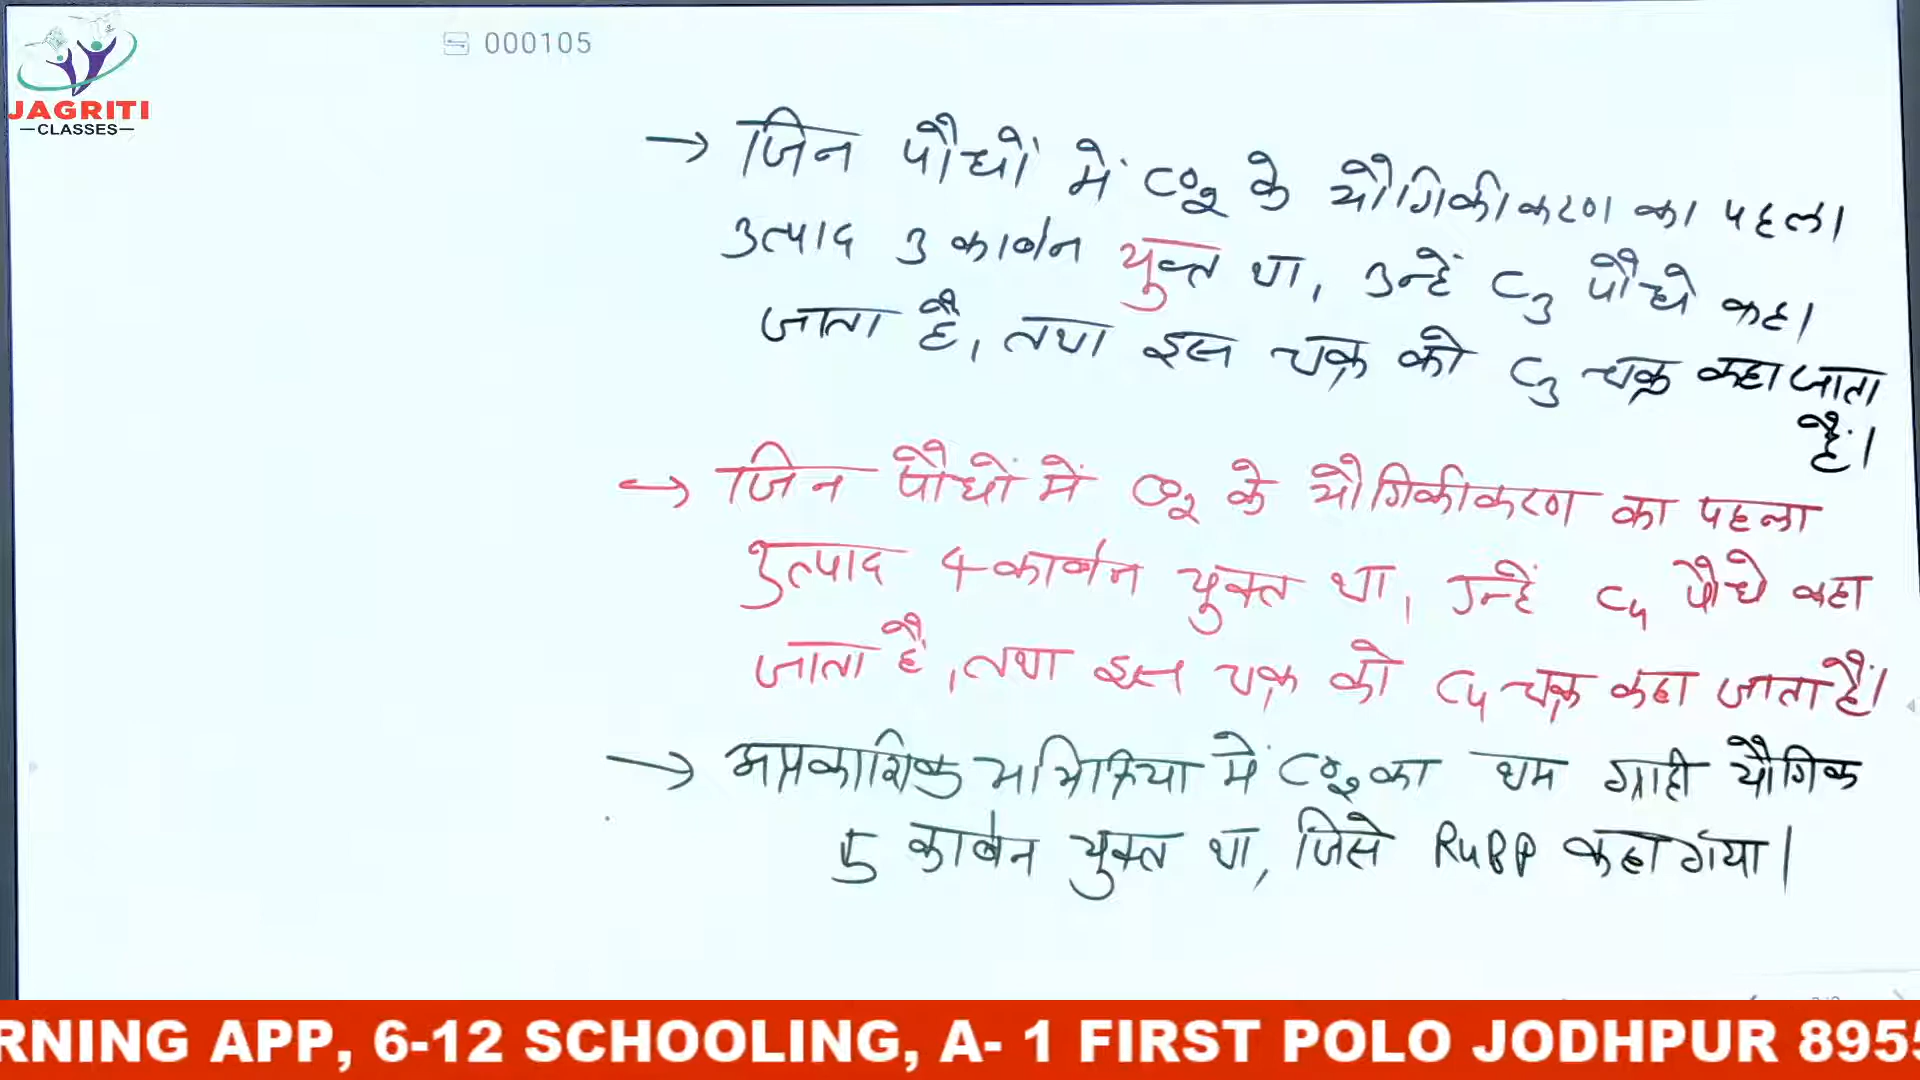 JAGRITI
CLASSES
000105
→ जिन पौधों में CO2 के यौगिकीकरण का पहला
उत्पाद 3 कार्बन युक्त था, उन्हें C3 पौधे कहा
जाता है, तथा इस चक्र को C3 चक्र कहा जाता
हैं।
→ जिन पौधों में CO2 के यौगिकीकरण का पहला
उत्पाद 4 कार्बन युक्त था, उन्हें C4 पौधे कहा
जाता है, तथा इस चक्र को C4 चक्र कहा जाता हैं।
→ अप्रकाशिक अभिक्रिया में CO2 का थम ग्राही यौगिक
5 कार्बन युक्त था, जिसे RuBP कहा गया।
RNING APP, 6-12 SCHOOLING, A- 1 FIRST POLO JODHPUR 8955